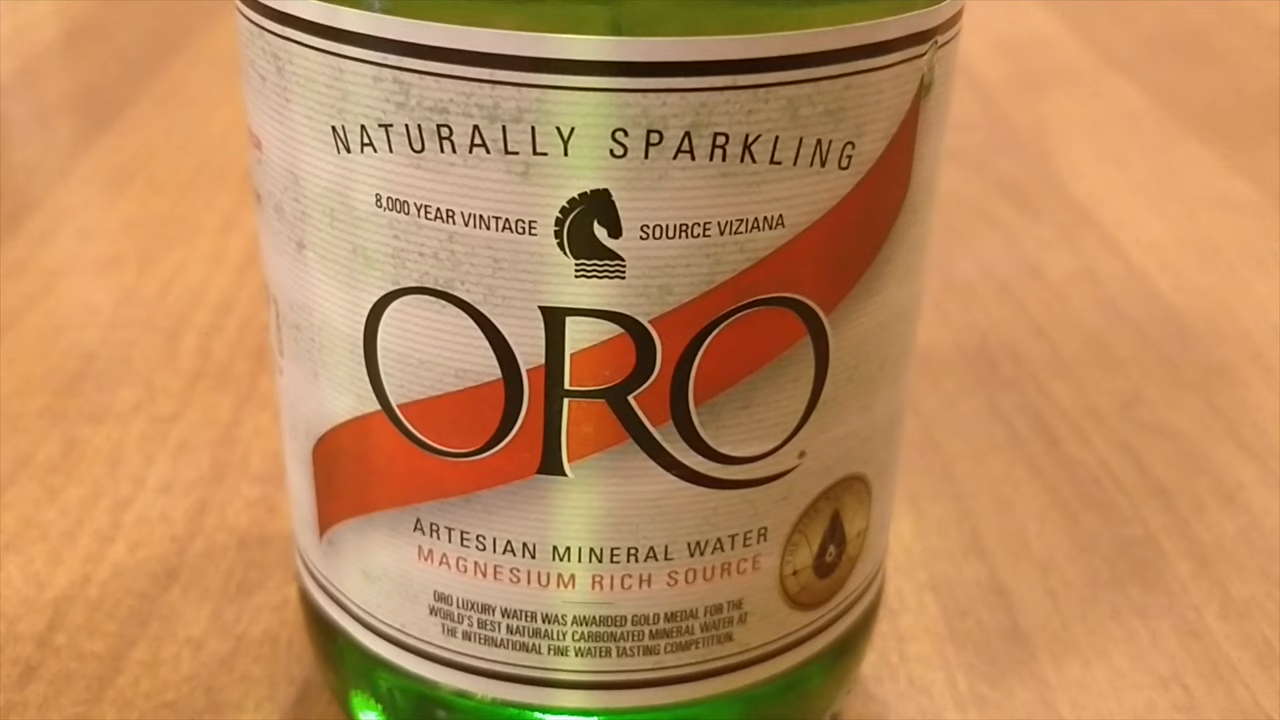 NATURALLY SPARKLING
8,000 YEAR VINTAGE SOURCE VIZIANA
ORO
ARTESIAN MINERAL WATER
MAGNESIUM RICH SOURCE
ORO LUXURY WATER WAS AWARDED GOLD MEDAL FOR THE
WORLD'S BEST NATURALLY CARBONATED MINERAL WATER AT
THE INTERNATIONAL FINE WATER TASTING COMPETITION.